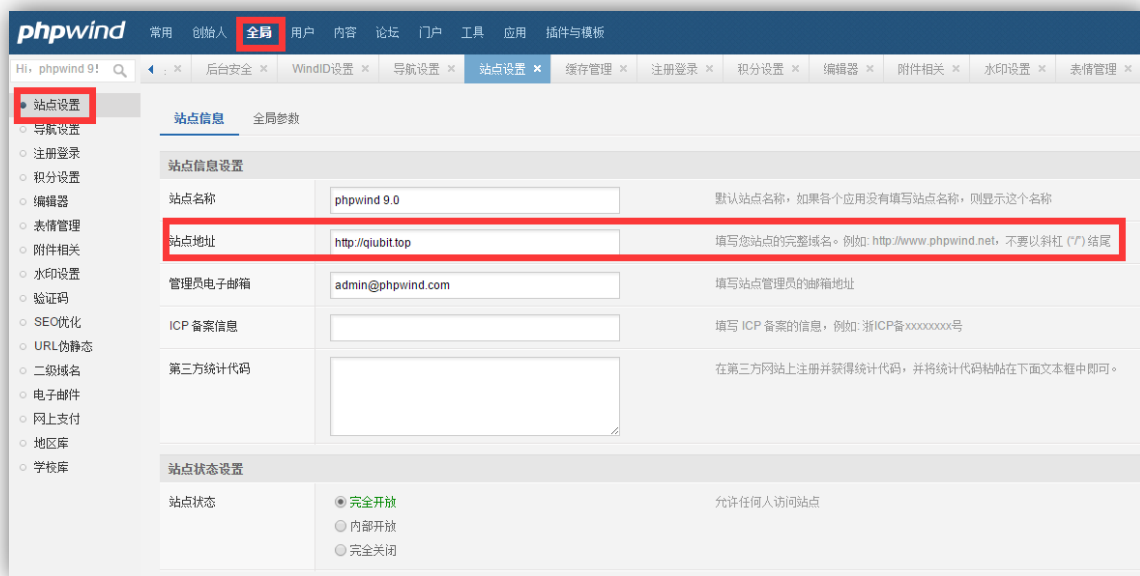 phpwind 常用 创始人 全局 用户 内容 论坛 门户 工具 应用 插件与模板
Hi, phpwind 9! : × 后台安全 × WindID设置 × 导航设置 × 站点设置 × 缓存管理 × 注册登录 × 积分设置 × 编辑器 × 附件相关 × 水印设置 × 表情管理 ×
站点设置
导航设置
注册登录
积分设置
编辑器
表情管理
附件相关
水印设置
验证码
SEO优化
URL伪静态
二级域名
电子邮件
网上支付
地区库
学校库
站点信息 全局参数
站点信息设置
站点名称 phpwind 9.0 默认站点名称，如果各个应用没有填写站点名称，则显示这个名称
站点地址 http://qiubit.top 填写您站点的完整域名。例如: http://www.phpwind.net，不要以斜杠 (“/”) 结尾
管理员电子邮箱 admin@phpwind.com 填写站点管理员的邮箱地址
ICP 备案信息 填写 ICP 备案的信息，例如: 浙ICP备xxxxxxxx号
第三方统计代码 在第三方网站上注册并获得统计代码，并将统计代码粘帖在下面文本框中即可。
站点状态设置
站点状态 完全开放 允许任何人访问站点
内部开放
完全关闭